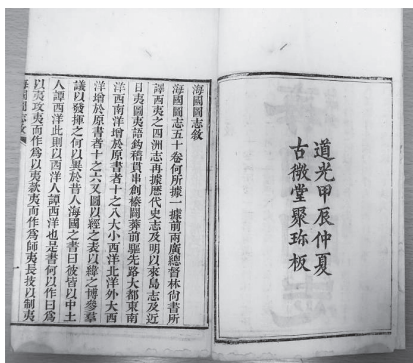 道光甲辰仲夏
古微堂聚珍板
海國圖志敘
海國圖志五十卷何所據一據前兩廣總督林尚書所
譯西夷之四洲志再據歷代史志及明以來島志及近
日夷圖夷語鈎稽貫串創榛闢莽前驅先路大都東南
洋西南洋增於原書者十之八大小西洋北洋外大西
洋增於原書者十之六又圖以經之表以緯之博參羣
議以發揮之何以異於昔人海國之書曰彼皆以中土
人譚西洋此則以西洋人譚西洋也是書何以作曰爲
以夷攻夷而作爲以夷款夷而作爲師夷長技以制夷
海國圖志敘
一